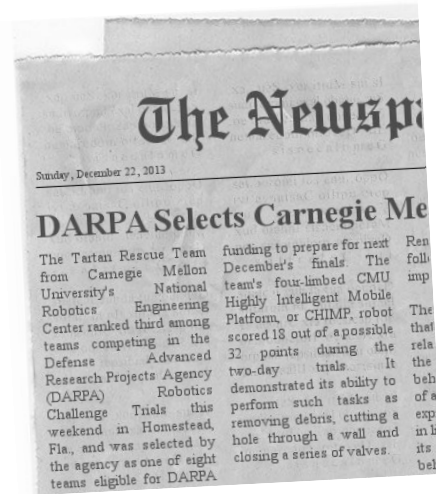 The Newspa
Sunday, December 22, 2013
DARPA Selects Carnegie Me
The Tartan Rescue Team
from Carnegie Mellon
University's National
Robotics Engineering
Center ranked third among
teams competing in the
Defense Advanced
Research Projects Agency
(DARPA) Robotics
Challenge Trials this
weekend in Homestead,
Fla., and was selected by
the agency as one of eight
teams eligible for DARPA
funding to prepare for next
December's finals. The
team's four-limbed CMU
Highly Intelligent Mobile
Platform, or CHIMP, robot
scored 18 out of a possible
32 points during the
two-day trials. It
demonstrated its ability to
perform such tasks as
removing debris, cutting a
hole through a wall and
closing a series of valves.
Ren
foll
imp
The
that
rela
the
beh
of a
exp
in li
its
bel